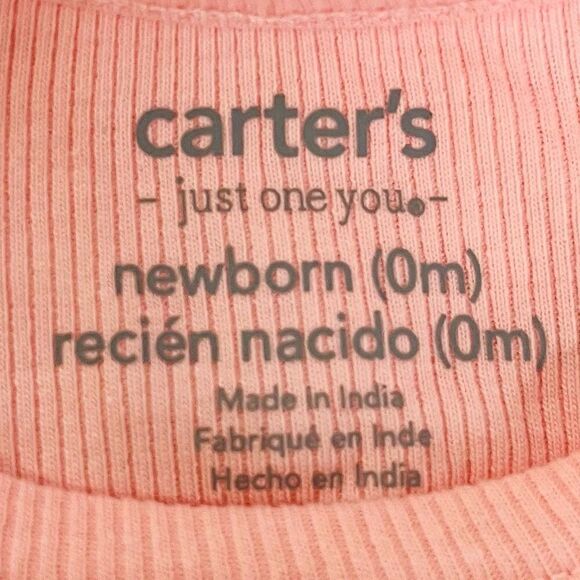 carter's
- just one you. -
newborn (0m)
recién nacido (0m)
Made in India
Fabriqué en Inde
Hecho en India